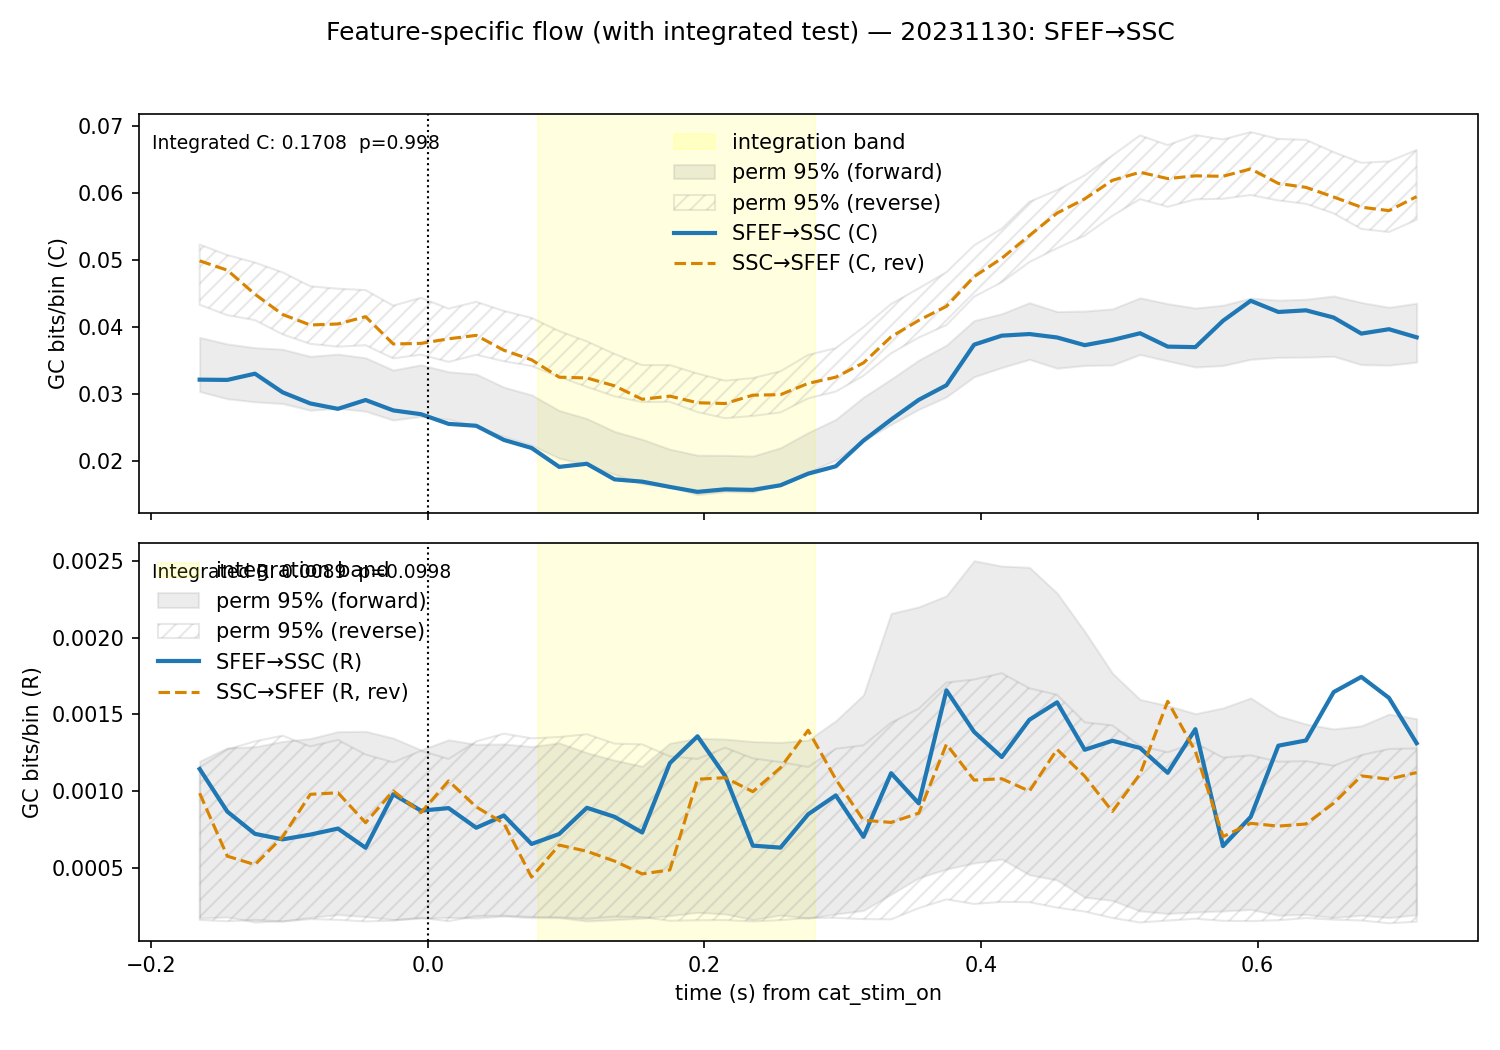 Feature-specific flow (with integrated test) — 20231130: SFEF→SSC
Integrated C: 0.1708 p=0.998
integration band
perm 95% (forward)
perm 95% (reverse)
SFEF→SSC (C)
SSC→SFEF (C, rev)
GC bits/bin (C)
0.07
0.06
0.05
0.04
0.03
0.02
Integrated R: 0.0089 p=0.0998
integration band
perm 95% (forward)
perm 95% (reverse)
SFEF→SSC (R)
SSC→SFEF (R, rev)
GC bits/bin (R)
0.0025
0.0020
0.0015
0.0010
0.0005
−0.2 0.0 0.2 0.4 0.6
time (s) from cat_stim_on